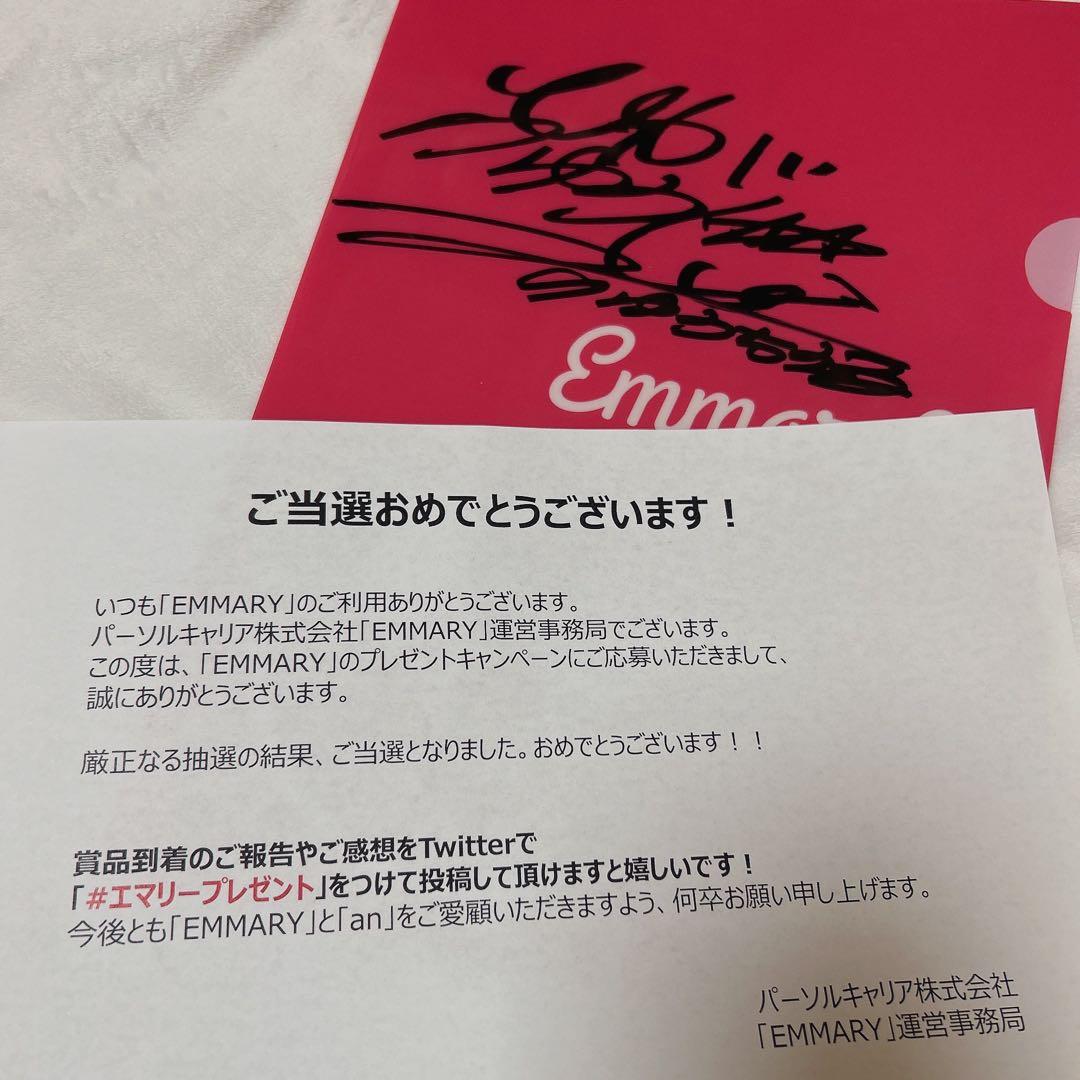 Emmary
ご当選おめでとうございます！
いつも「EMMARY」のご利用ありがとうございます。
パーソルキャリア株式会社「EMMARY」運営事務局でございます。
この度は、「EMMARY」のプレゼントキャンペーンにご応募いただきまして、
誠にありがとうございます。
厳正なる抽選の結果、ご当選となりました。おめでとうございます！！
賞品到着のご報告やご感想をTwitterで
「#エマリープレゼント」をつけて投稿して頂けますと嬉しいです！
今後とも「EMMARY」と「an」をご愛顧いただきますよう、何卒お願い申し上げます。
パーソルキャリア株式会社
「EMMARY」運営事務局